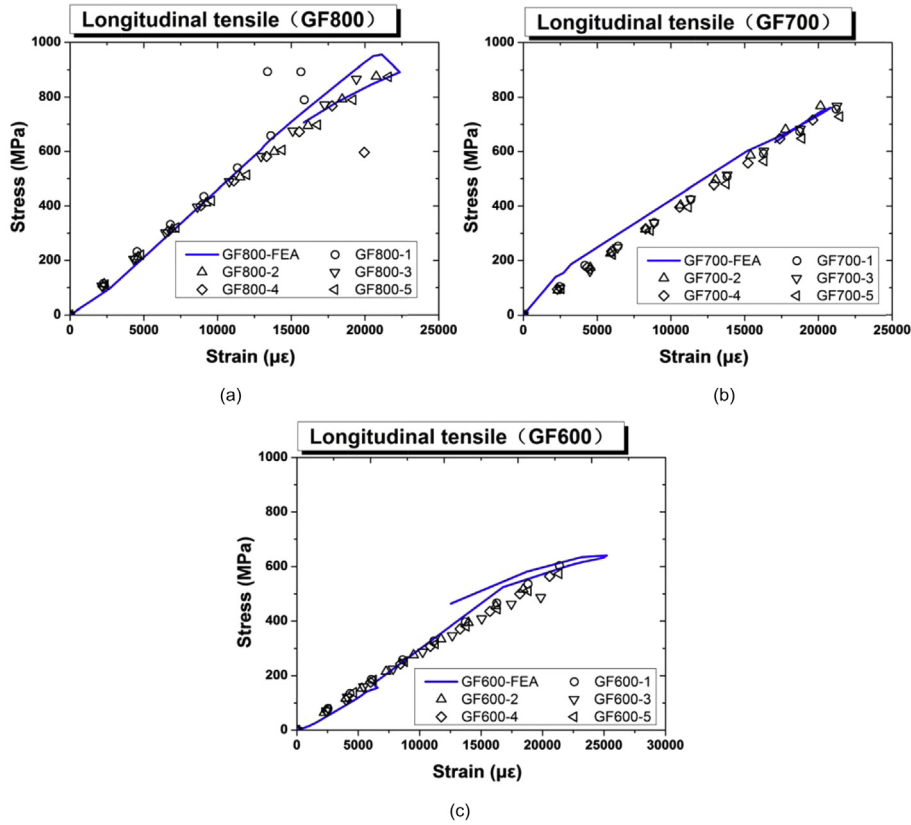 Longitudinal tensile（GF800）
1000
800
600
400
200
0
Stress (MPa)
GF800-FEA
GF800-1
GF800-2
GF800-3
GF800-4
GF800-5
0 5000 10000 15000 20000 25000
Strain (με)
(a)
Longitudinal tensile（GF700）
1000
800
600
400
200
0
Stress (MPa)
GF700-FEA
GF700-1
GF700-2
GF700-3
GF700-4
GF700-5
0 5000 10000 15000 20000 25000
Strain (με)
(b)
Longitudinal tensile（GF600）
1000
800
600
400
200
0
Stress (MPa)
GF600-FEA
GF600-1
GF600-2
GF600-3
GF600-4
GF600-5
0 5000 10000 15000 20000 25000 30000
Strain (με)
(c)